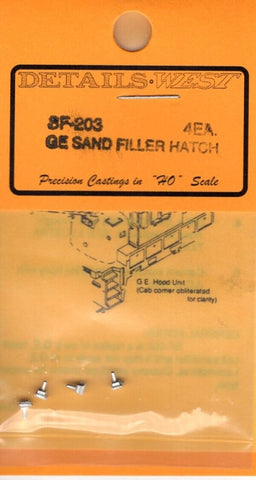 DETAILS·WEST
SF-203 4EA.
GE SAND FILLER HATCH
Precision Castings in "HO" Scale
G.E. Hood Unit
(Cab corner obliterated
for clarity)